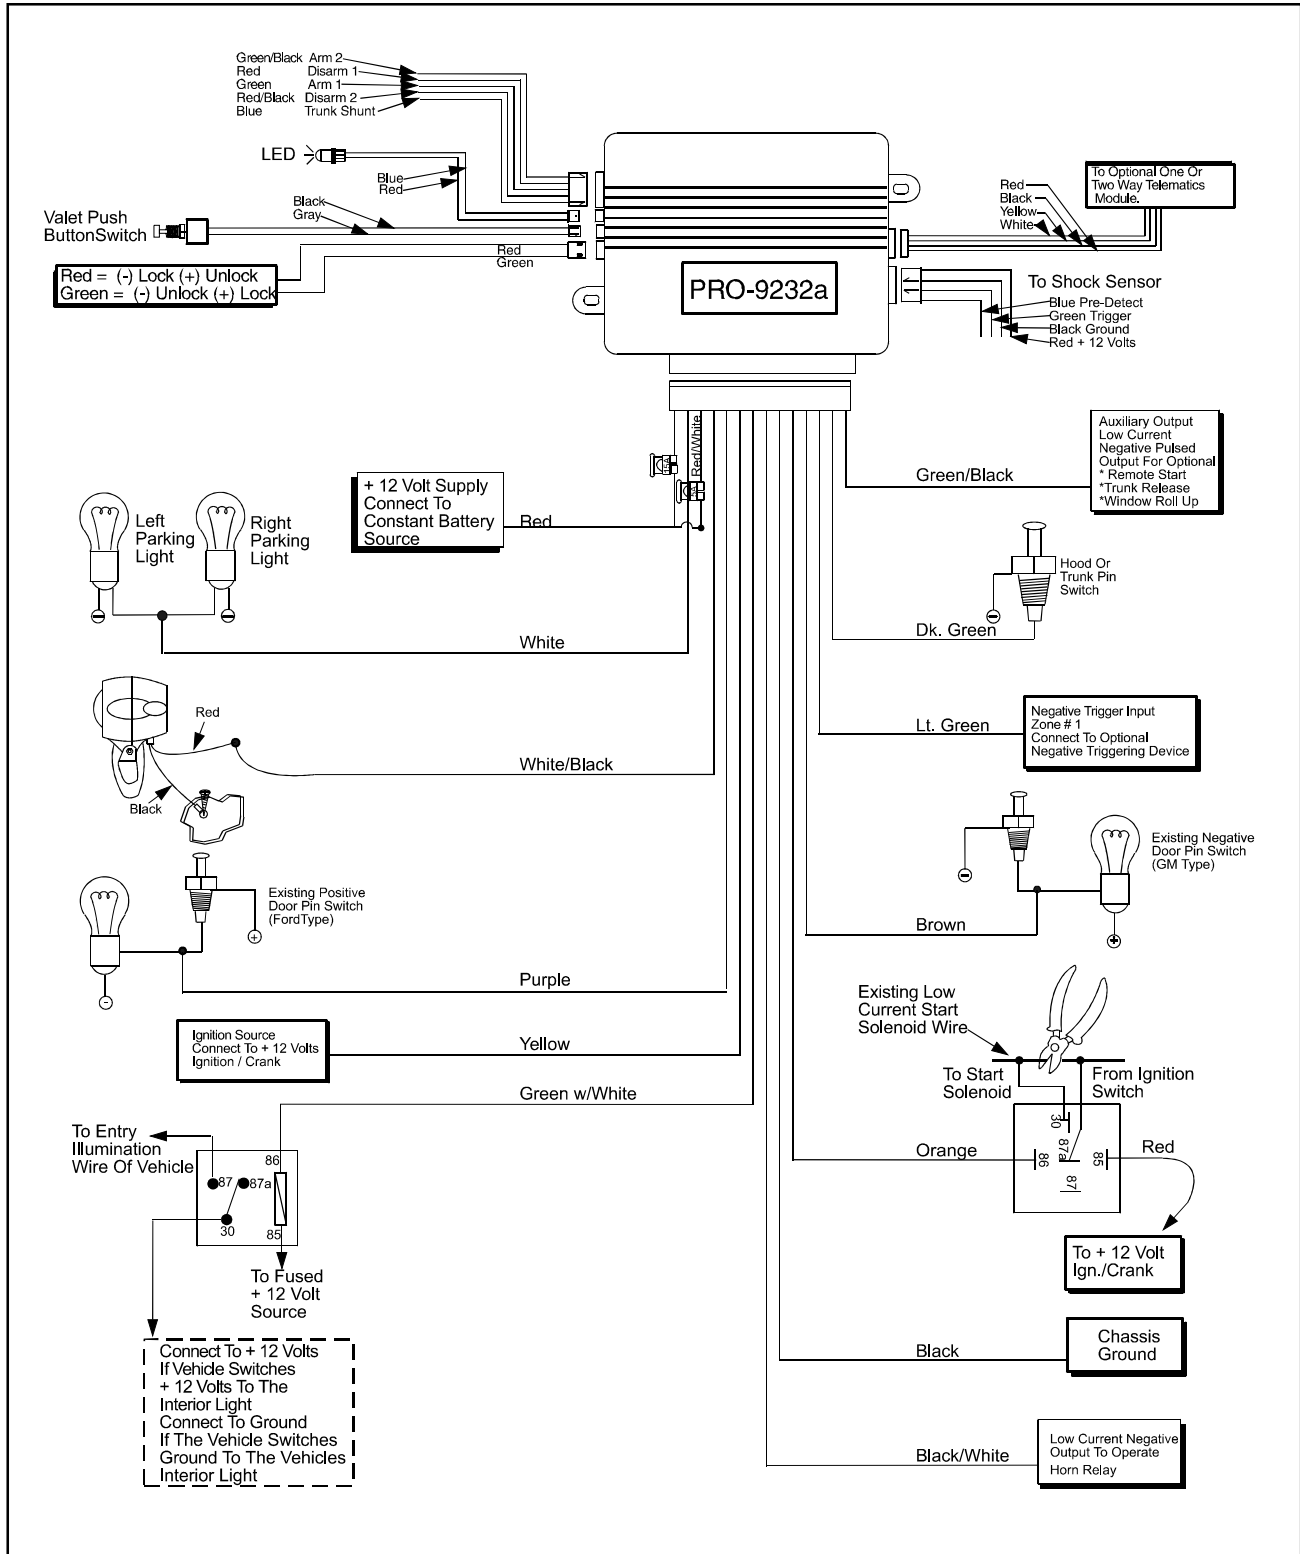 Green/Black Arm 2
Red Disarm 1
Green Arm 1
Red/Black Disarm 2
Blue Trunk Shunt
LED
Blue
Red
Black
Gray
Valet Push
ButtonSwitch
Red
Green
Red = (-) Lock (+) Unlock
Green = (-) Unlock (+) Lock
PRO-9232a
Red
Black
Yellow
White
To Optional One Or
Two Way Telematics
Module.
To Shock Sensor
Blue Pre-Detect
Green Trigger
Black Ground
Red + 12 Volts
Red/White
15A
5A
+ 12 Volt Supply
Connect To
Constant Battery
Source
Red
Green/Black
Auxiliary Output
Low Current
Negative Pulsed
Output For Optional
* Remote Start
*Trunk Release
*Window Roll Up
Left
Parking
Light
Right
Parking
Light
White
Hood Or
Trunk Pin
Switch
Dk. Green
Red
Black
White/Black
Lt. Green
Negative Trigger Input
Zone # 1
Connect To Optional
Negative Triggering Device
Existing Positive
Door Pin Switch
(FordType)
Purple
Existing Negative
Door Pin Switch
(GM Type)
Brown
Ignition Source
Connect To + 12 Volts
Ignition / Crank
Yellow
Green w/White
Existing Low
Current Start
Solenoid Wire
To Start
Solenoid
From Ignition
Switch
30
87a
86
85
87
Orange
Red
To + 12 Volt
Ign./Crank
To Entry
Illumination
Wire Of Vehicle
86
87
87a
30
85
To Fused
+ 12 Volt
Source
Connect To + 12 Volts
If Vehicle Switches
+ 12 Volts To The
Interior Light
Connect To Ground
If The Vehicle Switches
Ground To The Vehicles
Interior Light
Black
Chassis
Ground
Black/White
Low Current Negative
Output To Operate
Horn Relay